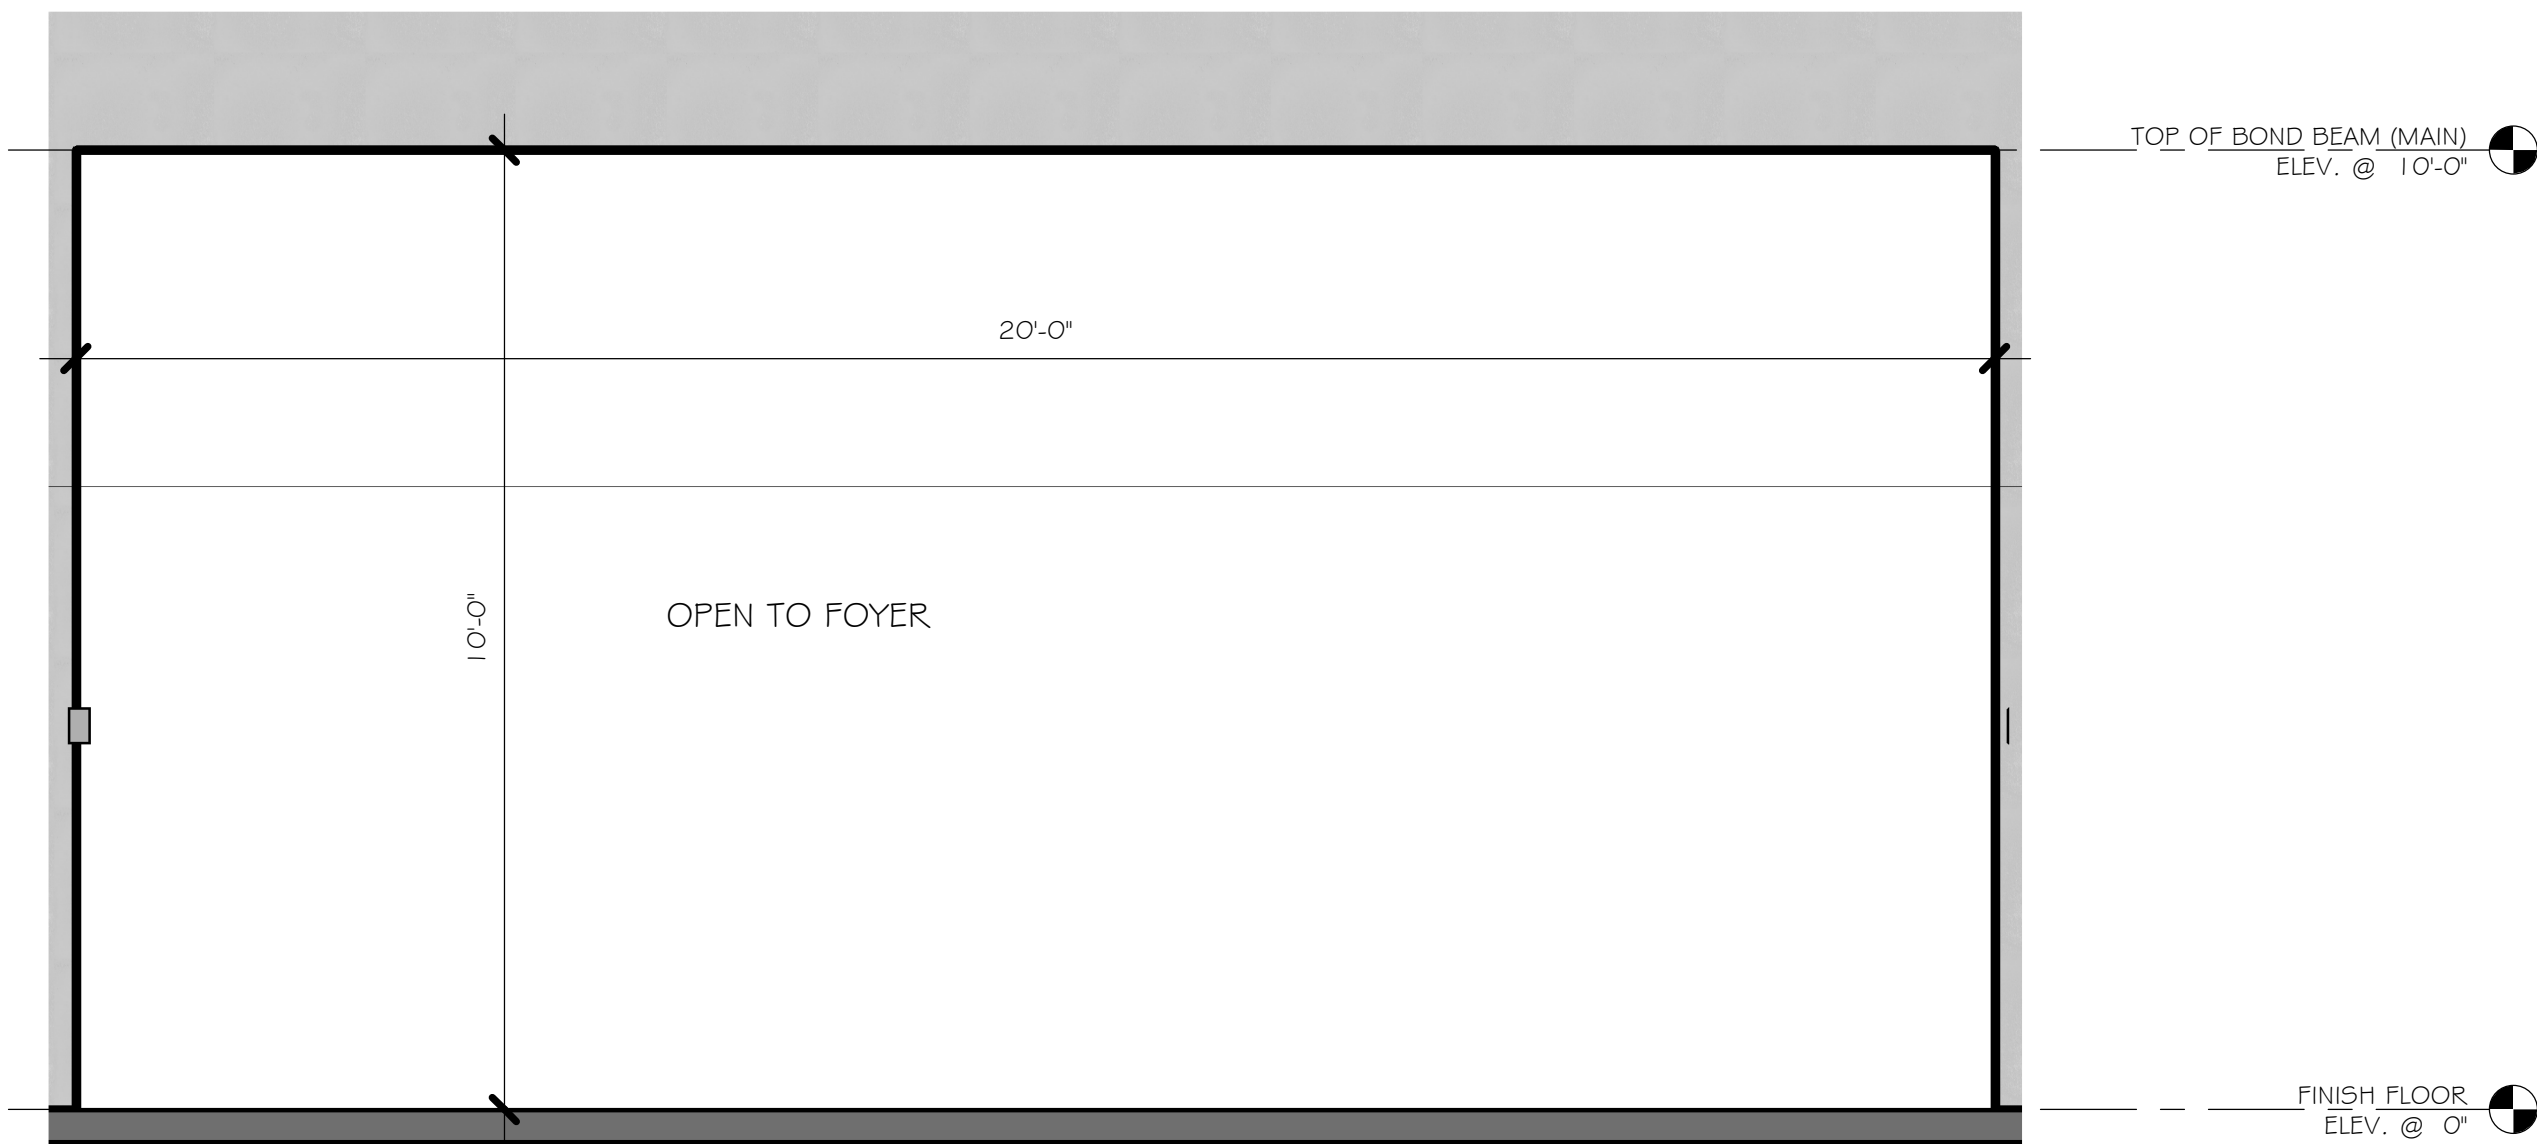 TOP OF BOND BEAM (MAIN)
ELEV. @ 10'-0"
20'-0"
10'-0"
OPEN TO FOYER
FINISH FLOOR
ELEV. @ 0"